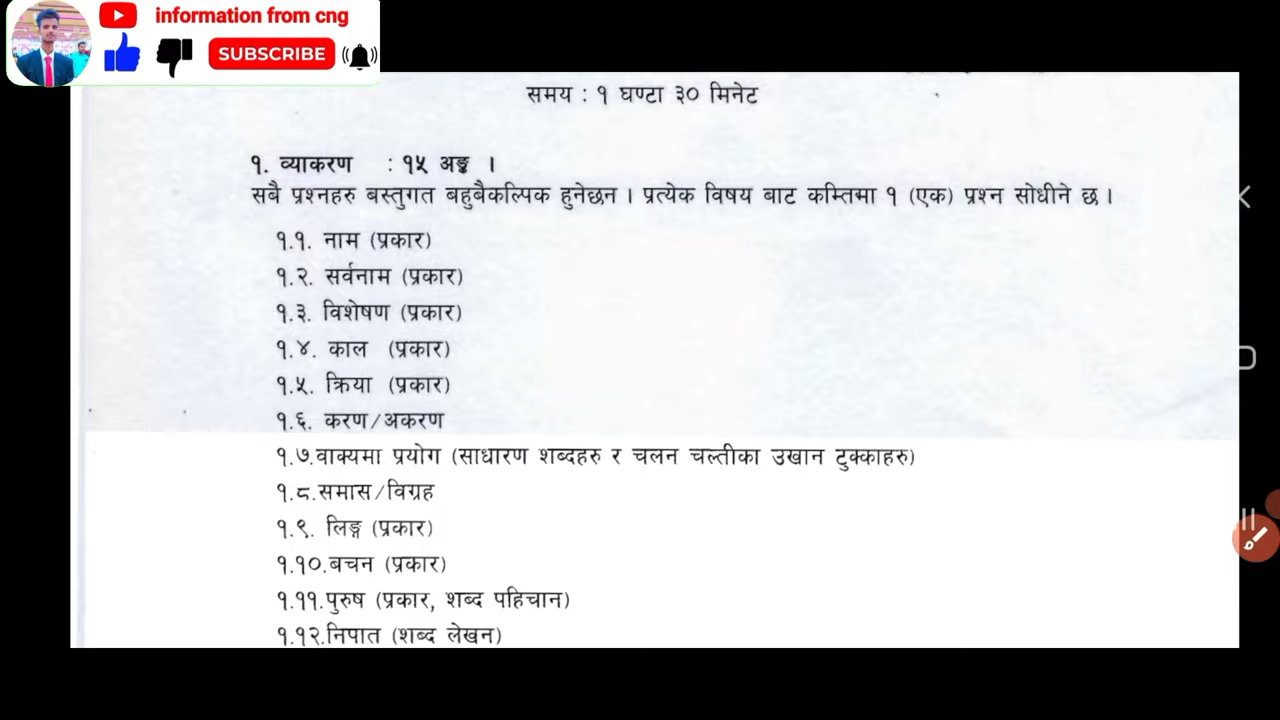 information from cng
SUBSCRIBE
समय : १ घण्टा ३० मिनेट
१. व्याकरण : १५ अङ्क ।
सबै प्रश्नहरु बस्तुगत बहुबैकल्पिक हुनेछन । प्रत्येक विषय बाट कम्तिमा १ (एक) प्रश्न सोधीने छ ।
१.१. नाम (प्रकार)
१.२. सर्वनाम (प्रकार)
१.३. विशेषण (प्रकार)
१.४. काल (प्रकार)
१.५. क्रिया (प्रकार)
१.६. करण/अकरण
१.७.वाक्यमा प्रयोग (साधारण शब्दहरु र चलन चल्तीका उखान टुक्काहरु)
१.८.समास/विग्रह
१.९. लिङ्ग (प्रकार)
१.१०.बचन (प्रकार)
१.११.पुरुष (प्रकार, शब्द पहिचान)
१.१२.निपात (शब्द लेखन)